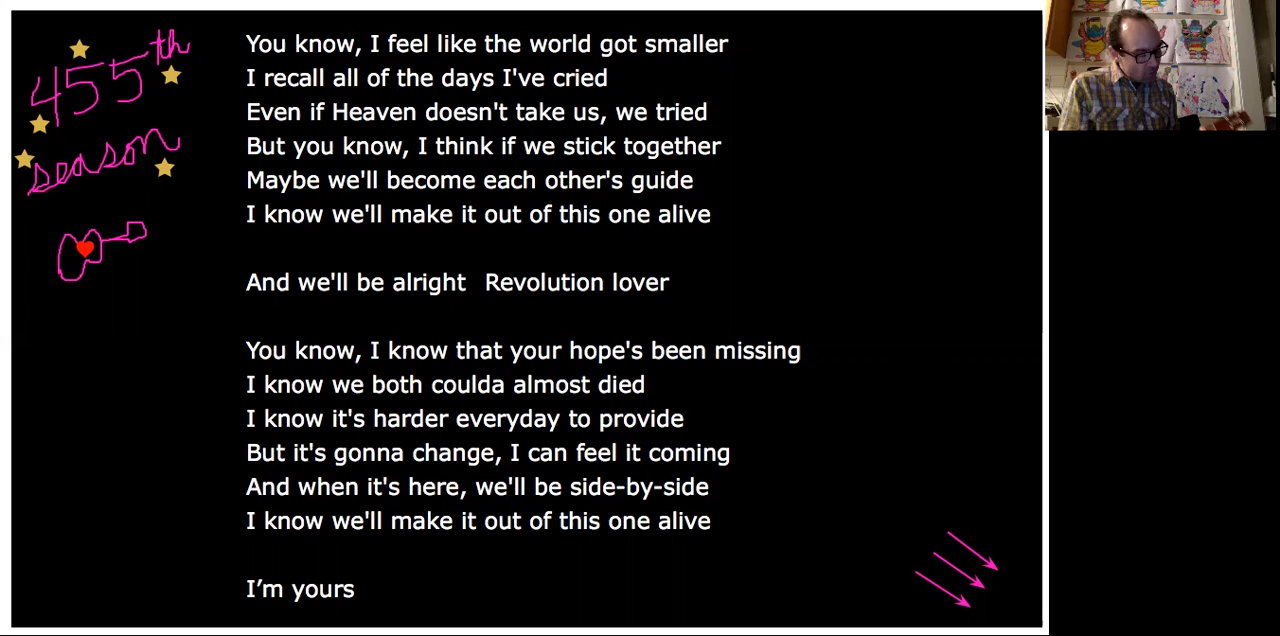 455th
season
You know, I feel like the world got smaller
I recall all of the days I've cried
Even if Heaven doesn't take us, we tried
But you know, I think if we stick together
Maybe we'll become each other's guide
I know we'll make it out of this one alive
And we'll be alright Revolution lover
You know, I know that your hope's been missing
I know we both coulda almost died
I know it's harder everyday to provide
But it's gonna change, I can feel it coming
And when it's here, we'll be side-by-side
I know we'll make it out of this one alive
I’m yours